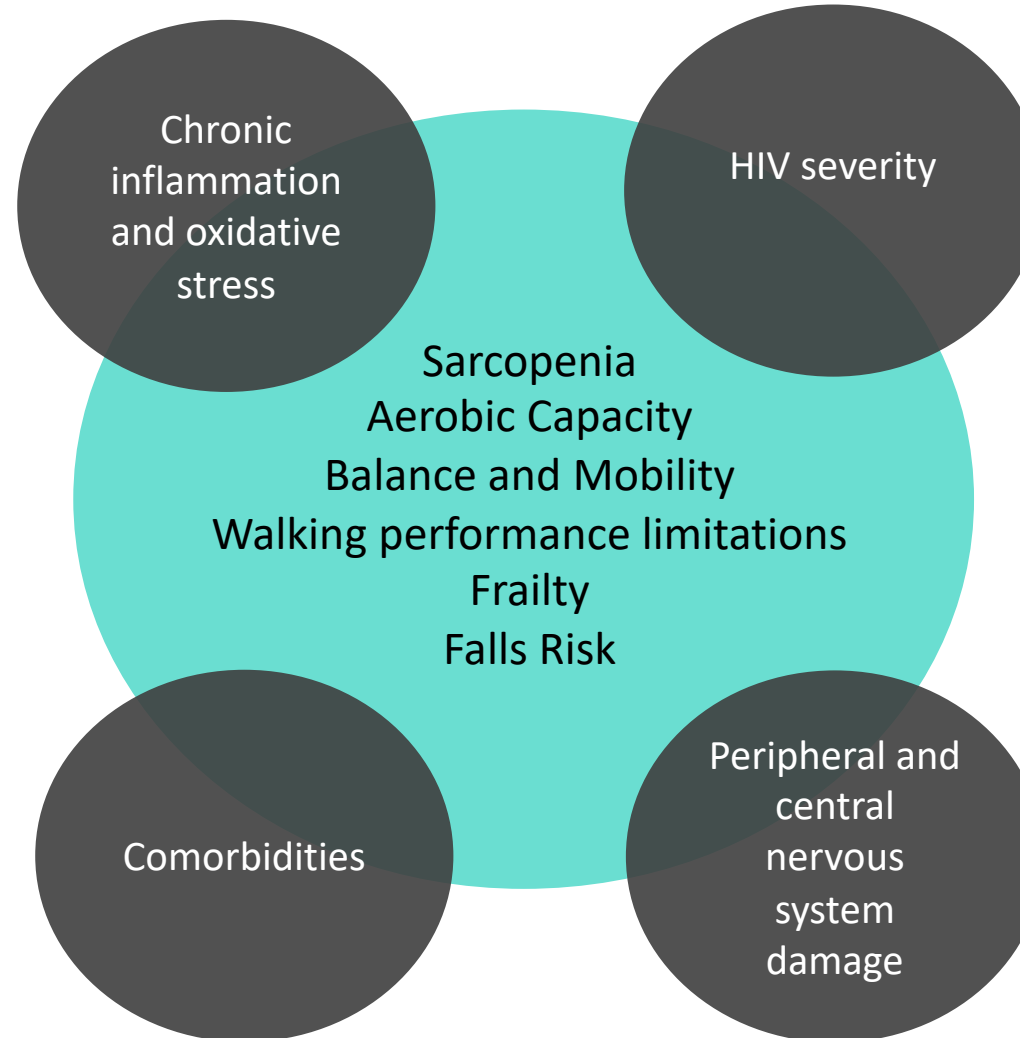 Chronic
inflammation
and oxidative
stress
HIV severity
Sarcopenia
Aerobic Capacity
Balance and Mobility
Walking performance limitations
Frailty
Falls Risk
Comorbidities
Peripheral and
central
nervous
system
damage